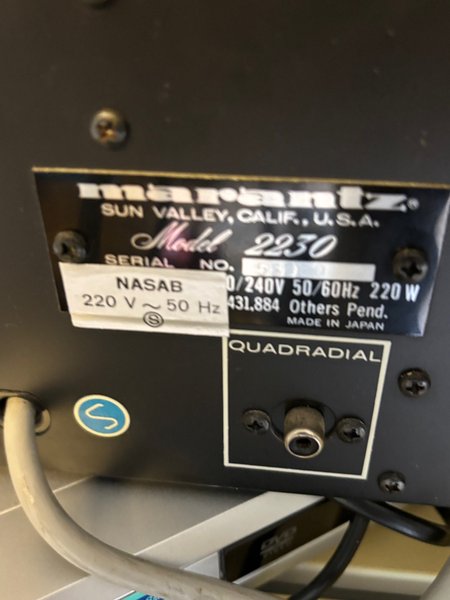 marantz®
SUN VALLEY, CALIF., U.S.A.
Model 2230
SERIAL NO.
NASAB
220 V ~ 50 Hz
S
0/240V 50/60Hz 220 W
431.884 Others Pend.
MADE IN JAPAN
QUADRADIAL
S
DVD